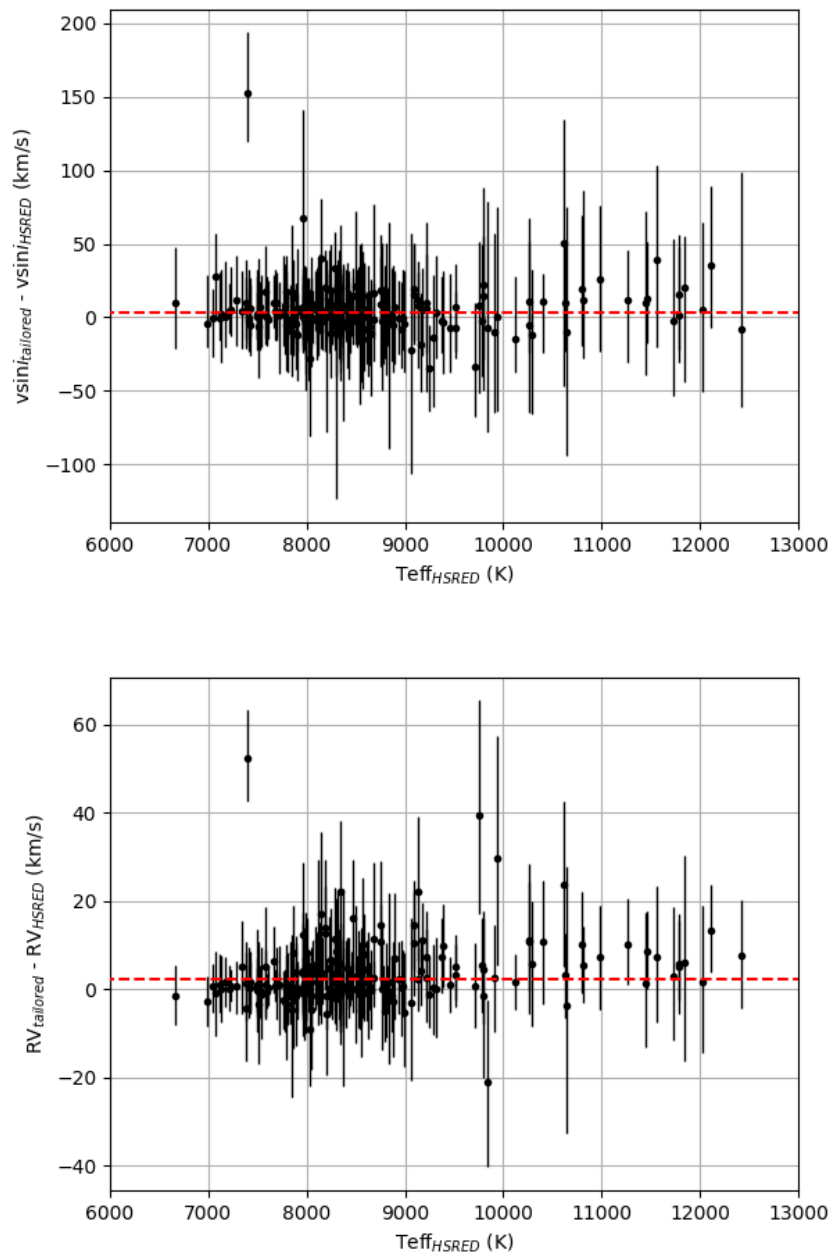 200
150
100
50
0
−50
−100
vsini_tailored - vsini_HSRED (km/s)
6000 7000 8000 9000 10000 11000 12000 13000
Teff_HSRED (K)
60
40
20
0
−20
−40
RV_tailored - RV_HSRED (km/s)
6000 7000 8000 9000 10000 11000 12000 13000
Teff_HSRED (K)